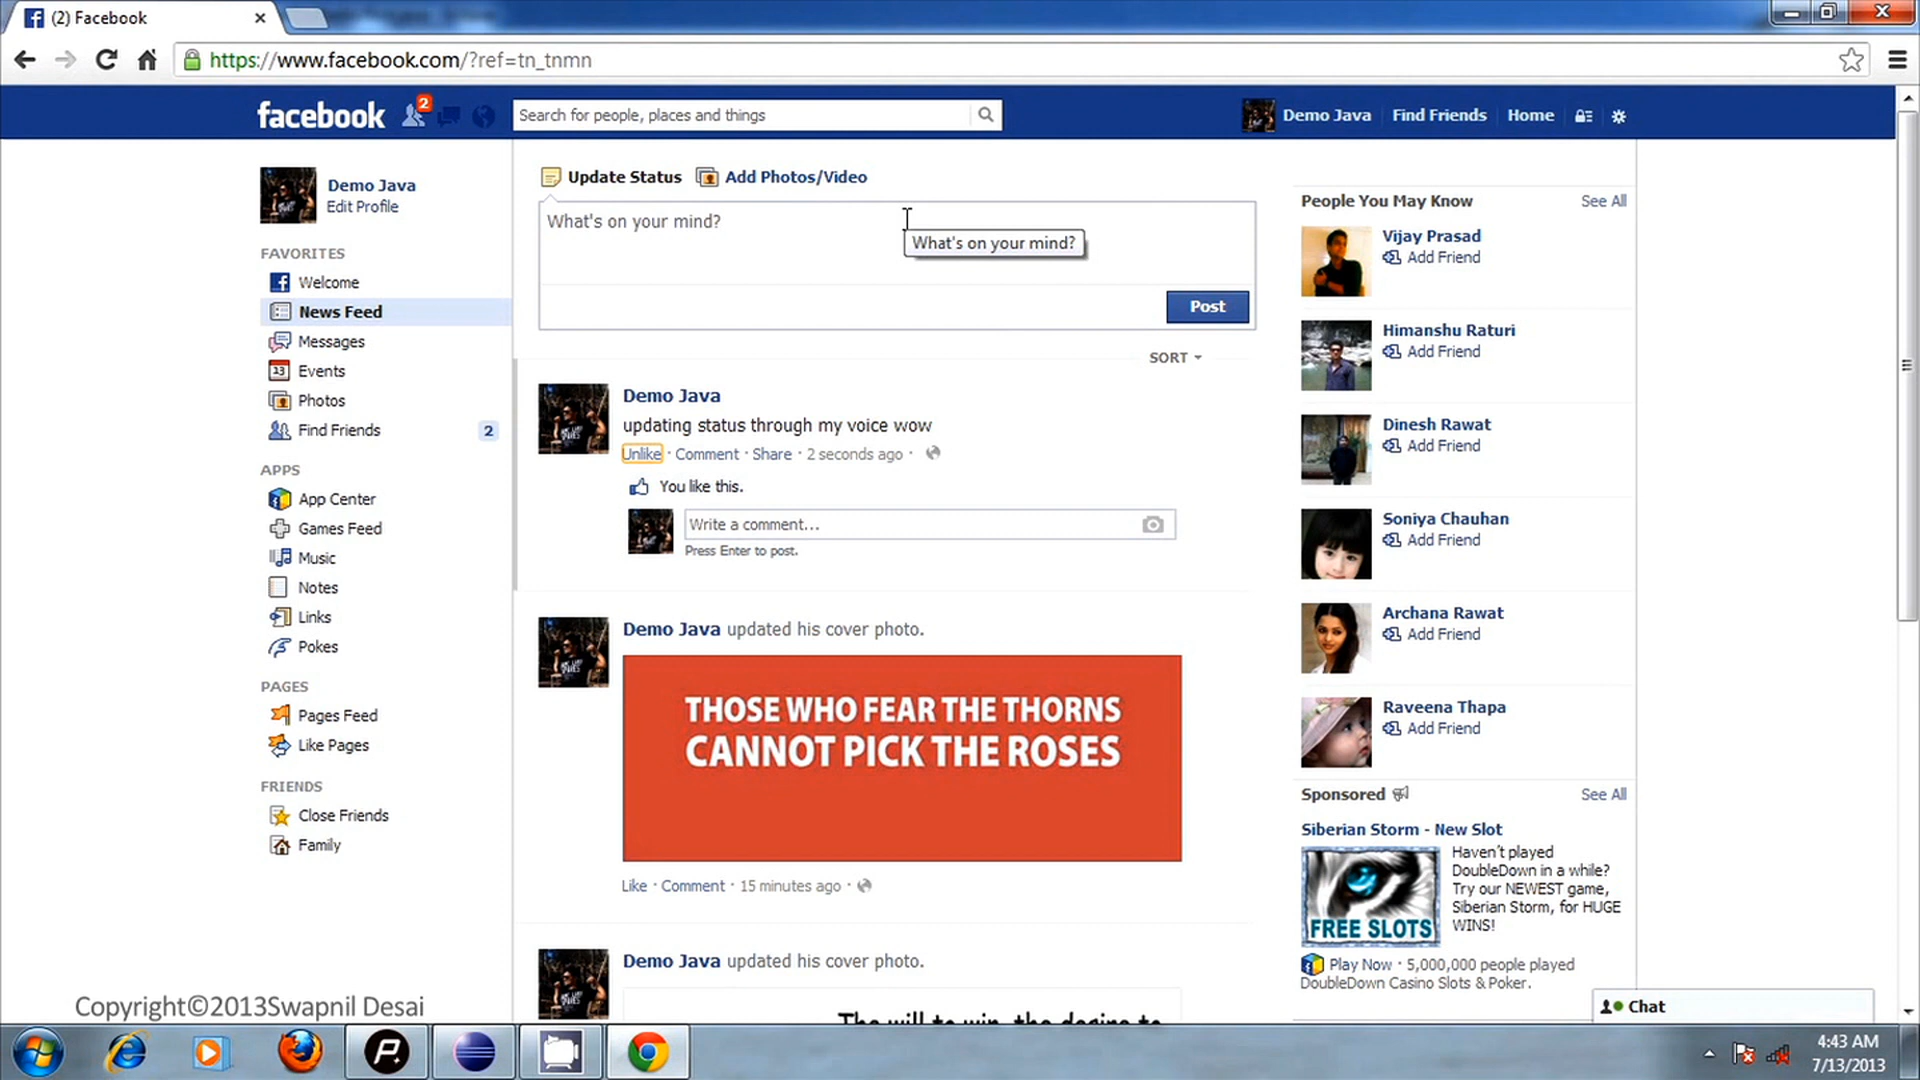 (2) Facebook
https://www.facebook.com/?ref=tn_tnmn
facebook
2
Search for people, places and things
Demo Java
Find Friends
Home
Demo Java
Edit Profile
FAVORITES
Welcome
News Feed
Messages
13
Events
Photos
Find Friends
2
APPS
App Center
Games Feed
Music
Notes
Links
Pokes
PAGES
Pages Feed
Like Pages
FRIENDS
Close Friends
Family
Update Status
Add Photos/Video
What's on your mind?
What's on your mind?
Post
SORT
Demo Java
updating status through my voice wow
Unlike · Comment · Share · 2 seconds ago ·
You like this.
Write a comment...
Press Enter to post.
Demo Java updated his cover photo.
THOSE WHO FEAR THE THORNS
CANNOT PICK THE ROSES
Like · Comment · 15 minutes ago ·
Demo Java updated his cover photo.
The will to win, the desire to
People You May Know
See All
Vijay Prasad
Add Friend
Himanshu Raturi
Add Friend
Dinesh Rawat
Add Friend
Soniya Chauhan
Add Friend
Archana Rawat
Add Friend
Raveena Thapa
Add Friend
Sponsored
See All
Siberian Storm - New Slot
FREE SLOTS
Haven't played
DoubleDown in a while?
Try our NEWEST game,
Siberian Storm, for HUGE
WINS!
Play Now · 5,000,000 people played
DoubleDown Casino Slots & Poker.
Chat
Copyright©2013Swapnil Desai
4:43 AM
7/13/2013